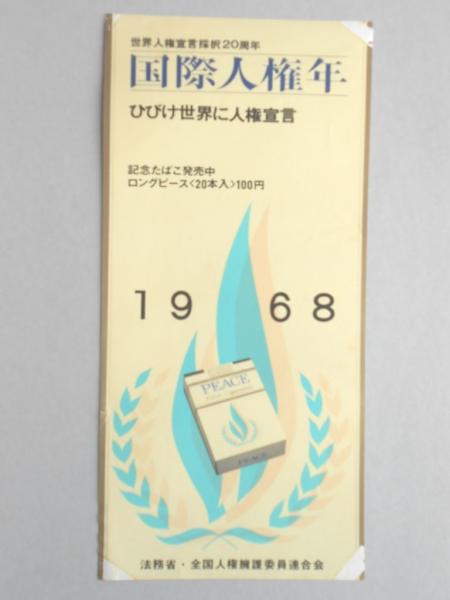 世界人権宣言採択20周年
国際人権年
ひびけ世界に人権宣言
記念たばこ発売中
ロングピース<20本入>100円
1968
PEACE
PEACE
法務省・全国人権擁護委員連合会